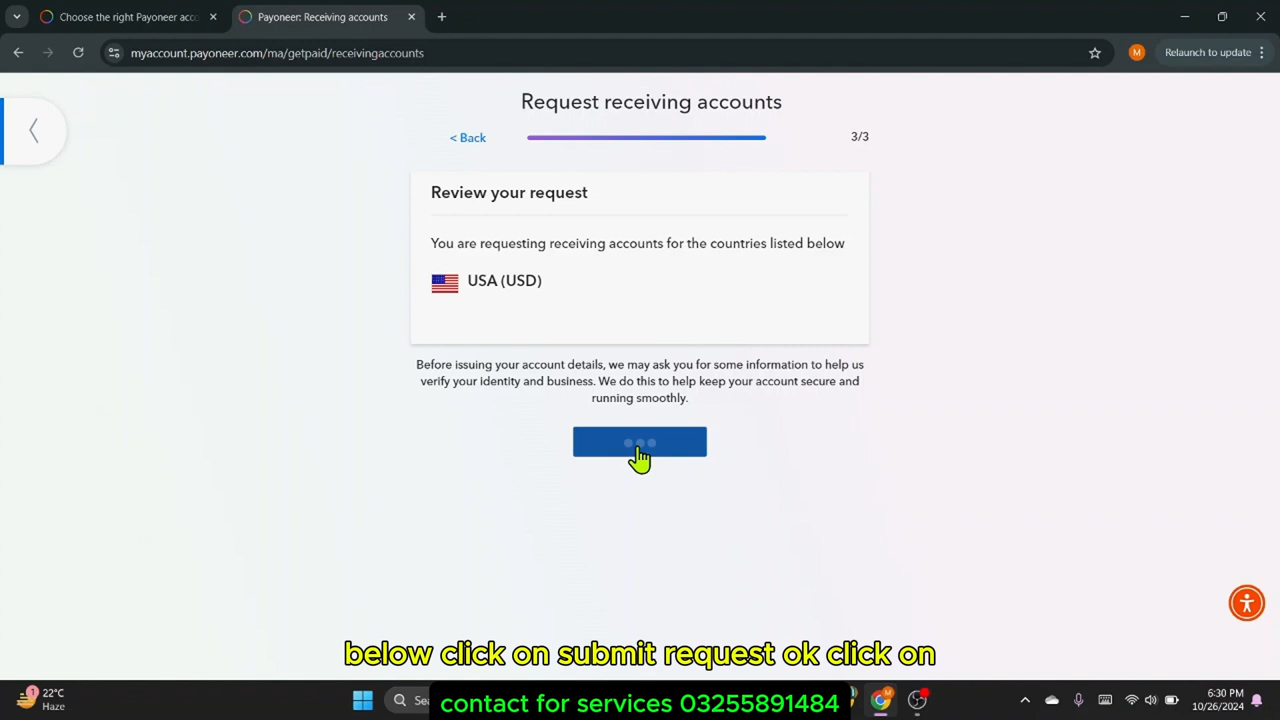 Choose the right Payoneer acc
Payoneer: Receiving accounts
myaccount.payoneer.com/ma/getpaid/receivingaccounts
M
Relaunch to update
Request receiving accounts
< Back
3/3
Review your request
You are requesting receiving accounts for the countries listed below
USA (USD)
Before issuing your account details, we may ask you for some information to help us
verify your identity and business. We do this to help keep your account secure and
running smoothly.
below click on submit request ok click on
contact for services 03255891484
1
22°C
Haze
Sea
6:30 PM
10/26/2024